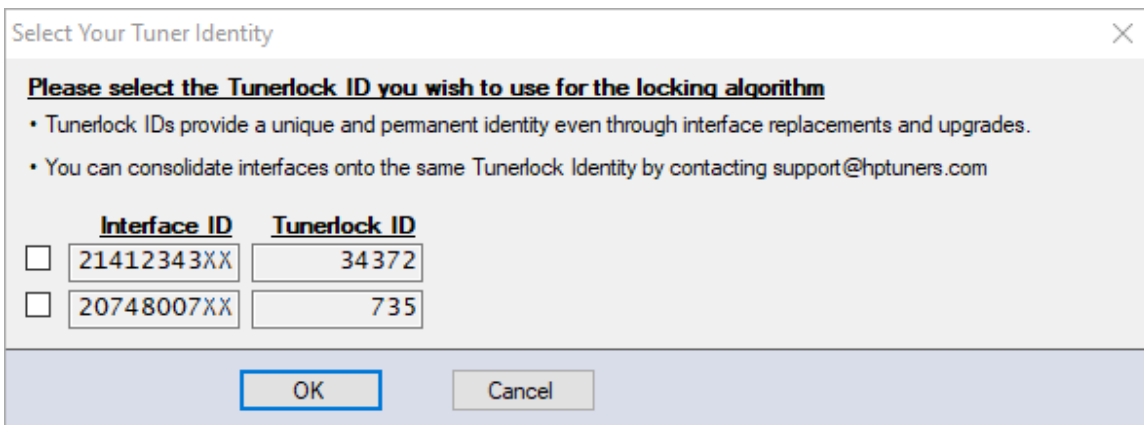 Select Your Tuner Identity
Please select the Tunerlock ID you wish to use for the locking algorithm
• Tunerlock IDs provide a unique and permanent identity even through interface replacements and upgrades.
• You can consolidate interfaces onto the same Tunerlock Identity by contacting support@hptuners.com
Interface ID Tunerlock ID
21412343XX 34372
20748007XX 735
OK Cancel